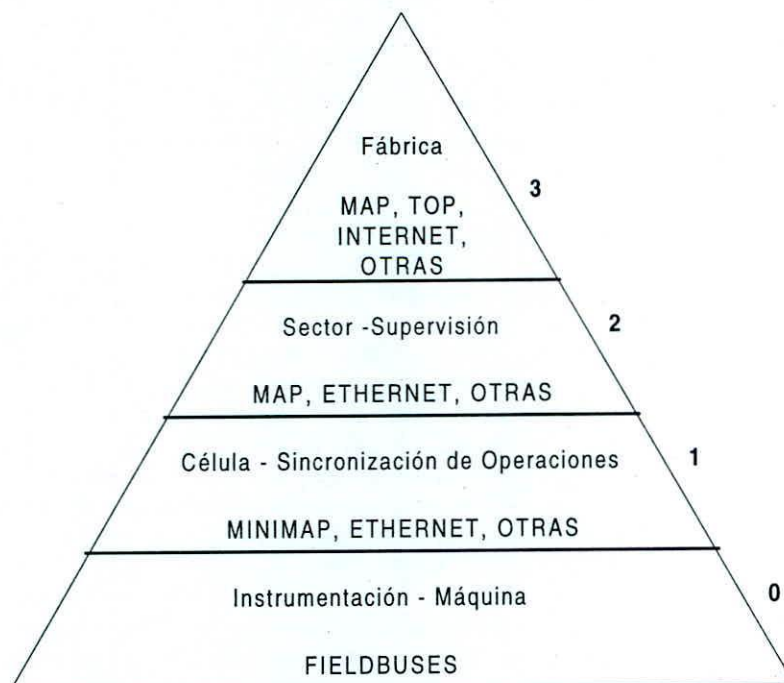 Fábrica
3
MAP, TOP,
INTERNET,
OTRAS
Sector -Supervisión
2
MAP, ETHERNET, OTRAS
Célula - Sincronización de Operaciones
1
MINIMAP, ETHERNET, OTRAS
Instrumentación - Máquina
0
FIELDBUSES